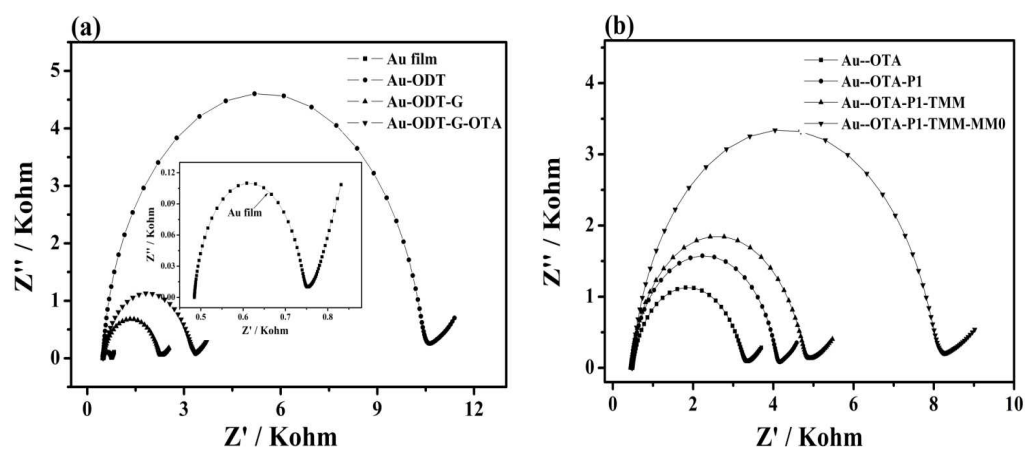 (a)
Au film
Au-ODT
Au-ODT-G
Au-ODT-G-OTA
Z'' / Kohm
5
4
3
2
1
0
0 3 6 9 12
Z' / Kohm
Z'' / Kohm
0.12
0.09
0.06
0.03
0.00
Au film
0.5 0.6 0.7 0.8
Z' / Kohm
(b)
Au--OTA
Au--OTA-P1
Au--OTA-P1-TMM
Au--OTA-P1-TMM-MM0
Z'' / Kohm
4
3
2
1
0
0 2 4 6 8 10
Z' / Kohm